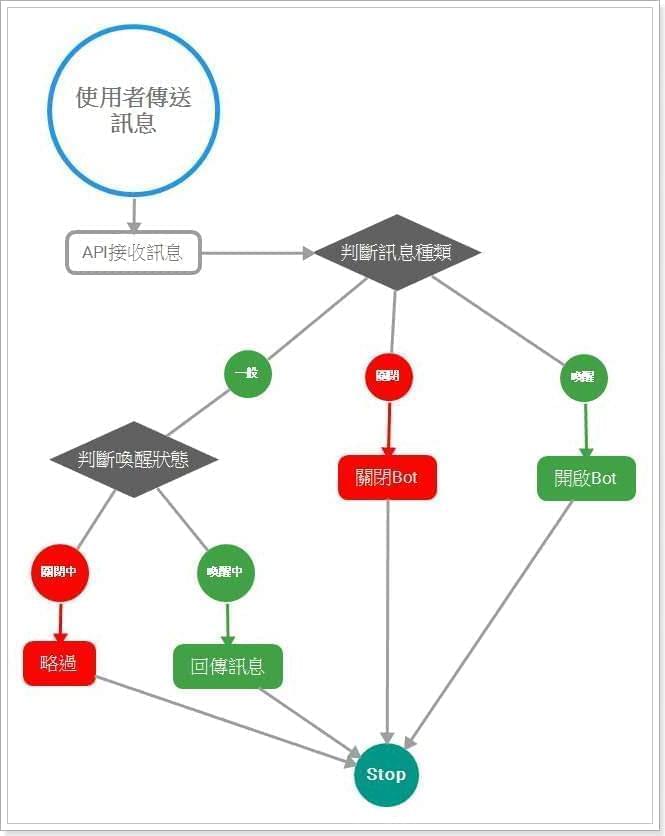 使用者傳送
訊息
API接收訊息
判斷訊息種類
一般
關閉
喚醒
判斷喚醒狀態
關閉Bot
開啟Bot
關閉中
喚醒中
略過
回傳訊息
Stop